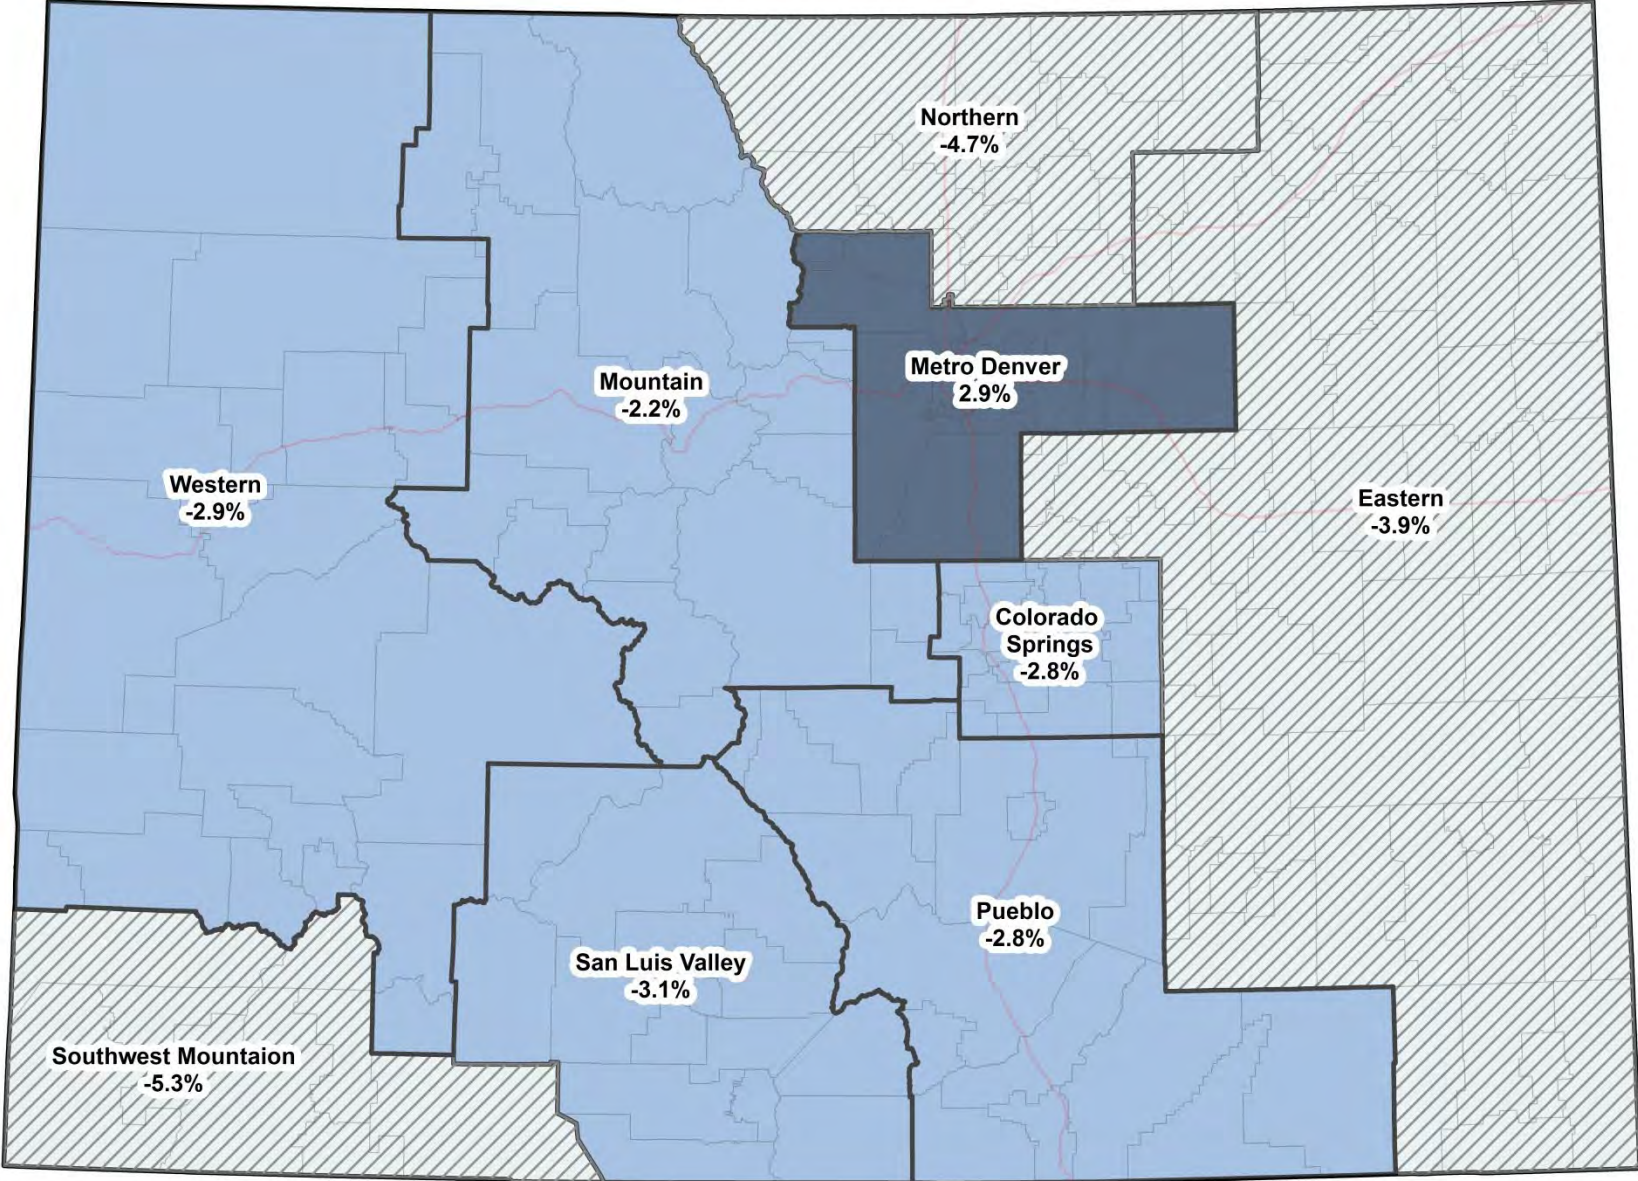 Northern
-4.7%
Metro Denver
2.9%
Mountain
-2.2%
Western
-2.9%
Eastern
-3.9%
Colorado
Springs
-2.8%
Pueblo
-2.8%
San Luis Valley
-3.1%
Southwest Mountaion
-5.3%